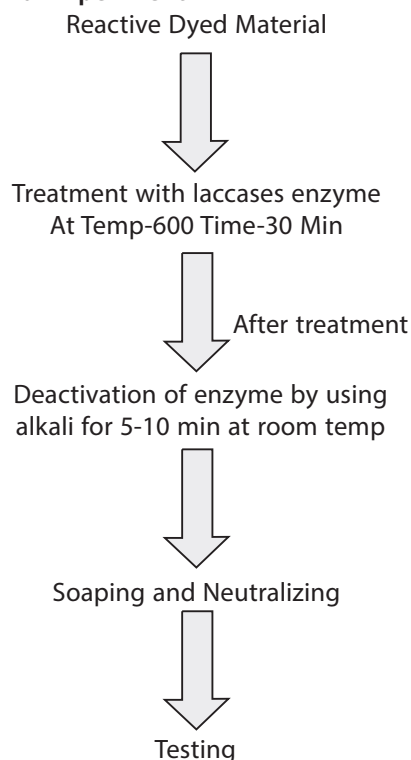 Reactive Dyed Material
Treatment with laccases enzyme
At Temp-600 Time-30 Min
After treatment
Deactivation of enzyme by using
alkali for 5-10 min at room temp
Soaping and Neutralizing
Testing